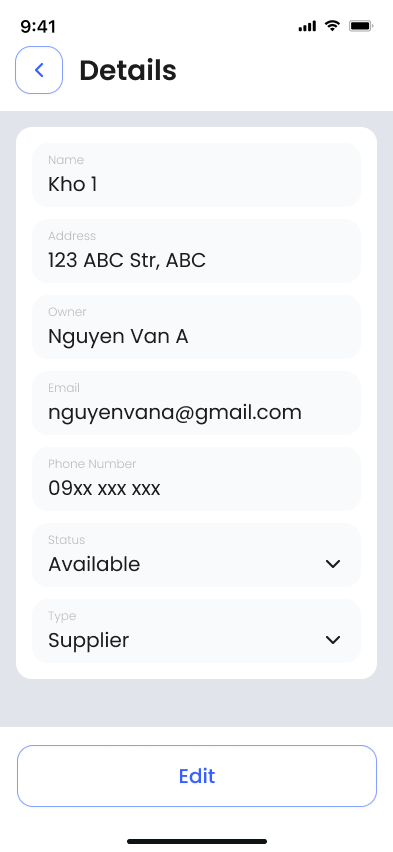 9:41
Details
Name
Kho 1
Address
123 ABC Str, ABC
Owner
Nguyen Van A
Email
nguyenvana@gmail.com
Phone Number
09xx xxx xxx
Status
Available
Type
Supplier
Edit